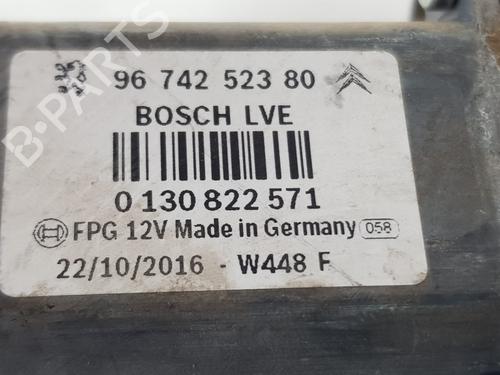 96 742 523 80
BOSCH LVE
0 130 822 571
FPG 12V Made in Germany 058
22/10/2016 - W448 F
B-PARTS